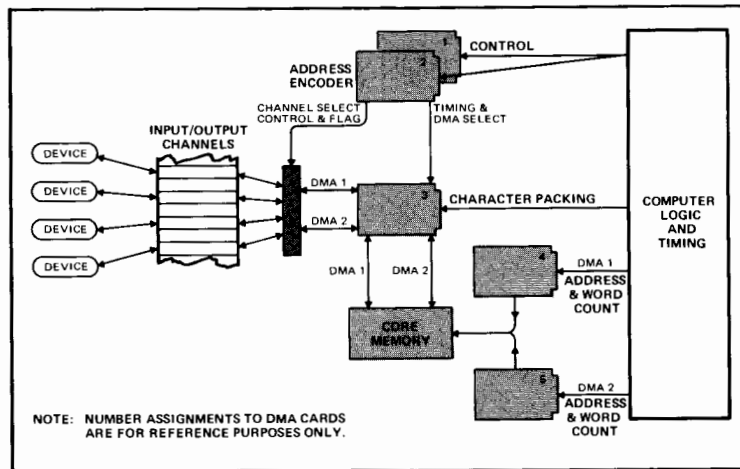 1
CONTROL
2
ADDRESS
ENCODER
CHANNEL SELECT
CONTROL & FLAG
TIMING &
DMA SELECT
INPUT/OUTPUT
CHANNELS
DEVICE
DEVICE
DEVICE
DEVICE
DMA 1
DMA 2
3
CHARACTER PACKING
COMPUTER
LOGIC
AND
TIMING
DMA 1
DMA 2
4
DMA 1
ADDRESS
& WORD
COUNT
CORE
MEMORY
5
DMA 2
ADDRESS
& WORD
COUNT
NOTE: NUMBER ASSIGNMENTS TO DMA CARDS
ARE FOR REFERENCE PURPOSES ONLY.